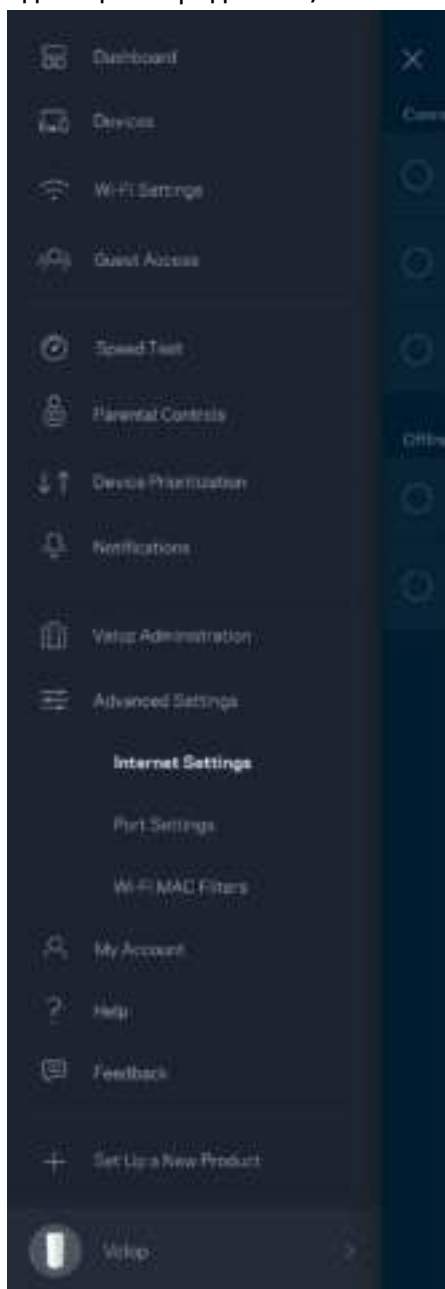 Dashboard
Devices
Wi-Fi Settings
Guest Access
Speed Test
Parental Controls
Device Prioritization
Notifications
Velop Administration
Advanced Settings
Internet Settings
Port Settings
Wi-Fi MAC Filters
My Account
Help
Feedback
Set Up a New Product
Velop